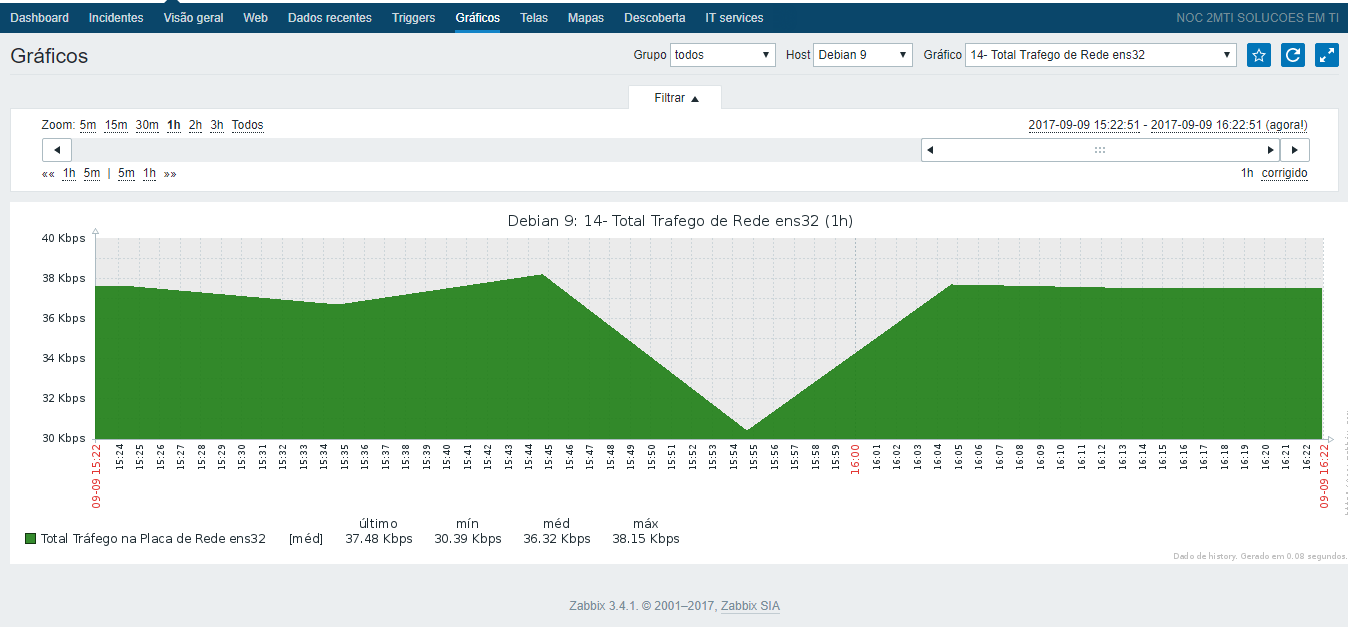 Dashboard Incidentes Visão geral Web Dados recentes Triggers Gráficos Telas Mapas Descoberta IT services NOC 2MTI SOLUCOES EM TI
Gráficos Grupo todos Host Debian 9 Gráfico 14- Total Trafego de Rede ens32
Filtrar ▲
Zoom: 5m 15m 30m 1h 2h 3h Todos 2017-09-09 15:22:51 - 2017-09-09 16:22:51 (agora!)
«« 1h 5m | 5m 1h »» 1h corrigido
Debian 9: 14- Total Trafego de Rede ens32 (1h)
40 Kbps
38 Kbps
36 Kbps
34 Kbps
32 Kbps
30 Kbps
09-09 15:22 15:24 15:25 15:26 15:27 15:28 15:29 15:30 15:31 15:32 15:33 15:34 15:35 15:36 15:37 15:38 15:39 15:40 15:41 15:42 15:43 15:44 15:45 15:46 15:47 15:48 15:49 15:50 15:51 15:52 15:53 15:54 15:55 15:56 15:57 15:58 15:59 16:00 16:01 16:02 16:03 16:04 16:05 16:06 16:07 16:08 16:09 16:10 16:11 16:12 16:13 16:14 16:15 16:16 16:17 16:18 16:19 16:20 16:21 16:22 09-09 16:22
último mín méd máx
Total Tráfego na Placa de Rede ens32 [méd] 37.48 Kbps 30.39 Kbps 36.32 Kbps 38.15 Kbps
Dado de history. Gerado em 0.08 segundos.
Zabbix 3.4.1. © 2001–2017, Zabbix SIA